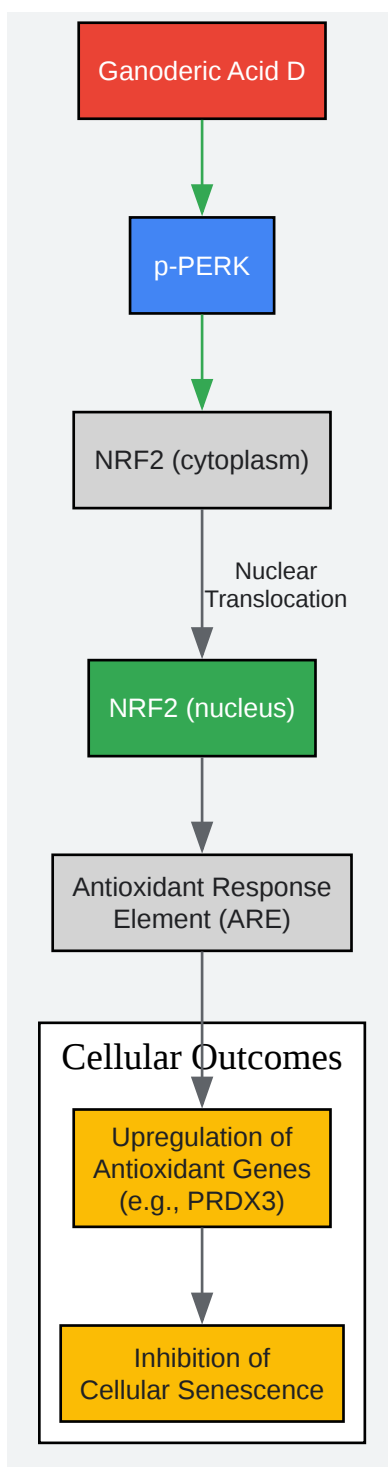 Ganoderic Acid D
p-PERK
NRF2 (cytoplasm)
Nuclear
Translocation
NRF2 (nucleus)
Antioxidant Response
Element (ARE)
Cellular Outcomes
Upregulation of
Antioxidant Genes
(e.g., PRDX3)
Inhibition of
Cellular Senescence